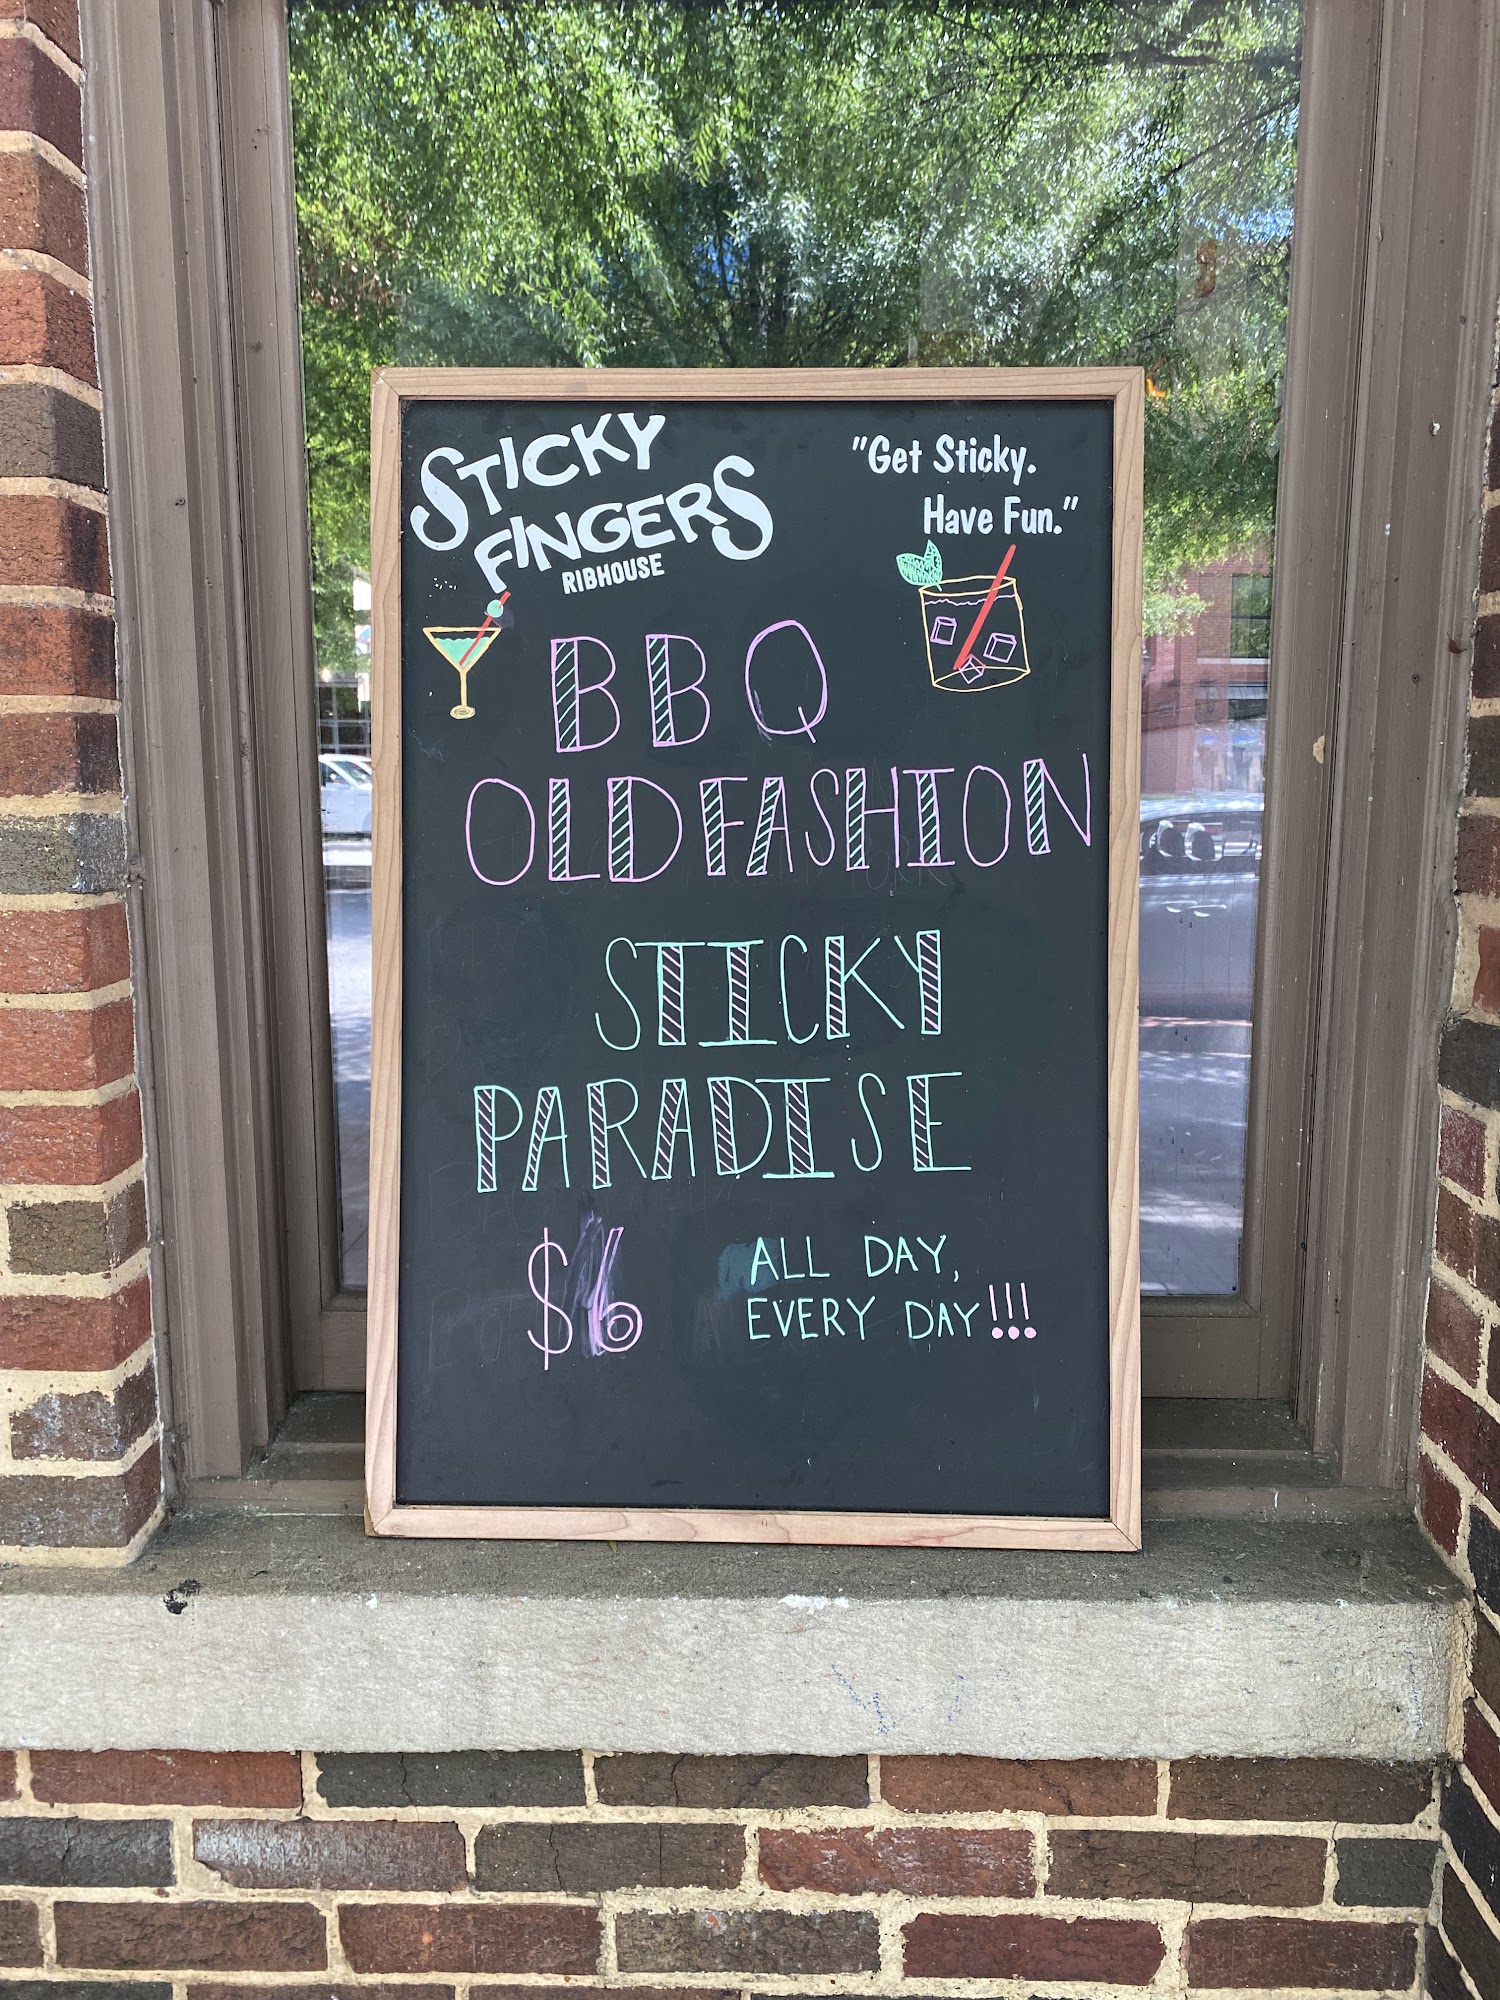 STICKY
FINGERS
RIBHOUSE
"Get Sticky.
Have Fun."
BBQ
OLD FASHION
STICKY
PARADISE
$6
ALL DAY,
EVERY DAY!!!